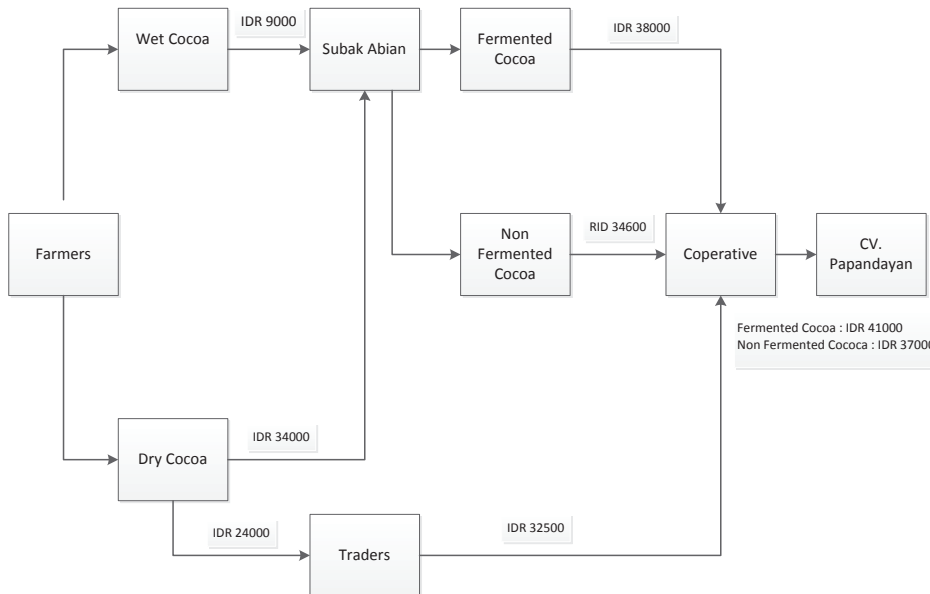 IDR 9000
IDR 38000
Wet Cocoa
Subak Abian
Fermented
Cocoa
Farmers
Non
Fermented
Cocoa
RID 34600
Coperative
CV.
Papandayan
Fermented Cocoa : IDR 41000
Non Fermented Cococa : IDR 37000
Dry Cocoa
IDR 34000
IDR 24000
Traders
IDR 32500